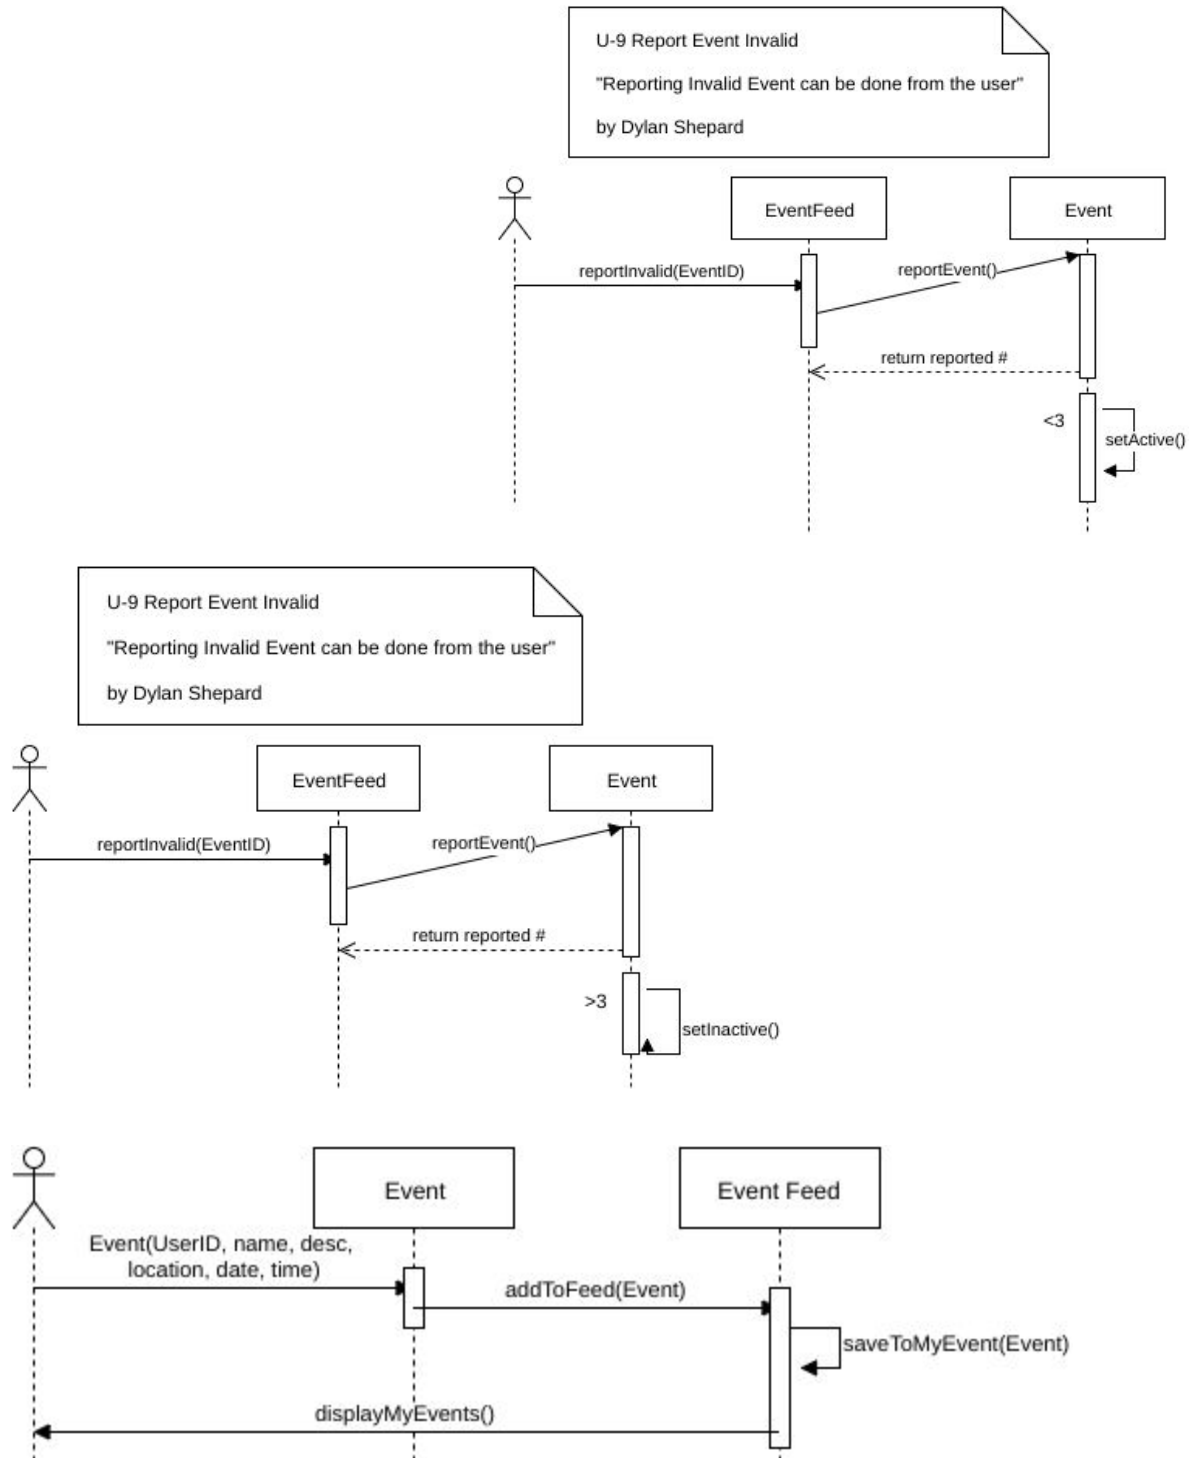 U-9 Report Event Invalid
"Reporting Invalid Event can be done from the user"
by Dylan Shepard
EventFeed
Event
reportInvalid(EventID)
reportEvent()
return reported #
<3
setActive()
U-9 Report Event Invalid
"Reporting Invalid Event can be done from the user"
by Dylan Shepard
EventFeed
Event
reportInvalid(EventID)
reportEvent()
return reported #
>3
setInactive()
Event
Event Feed
Event(UserID, name, desc,
location, date, time)
addToFeed(Event)
saveToMyEvent(Event)
displayMyEvents()